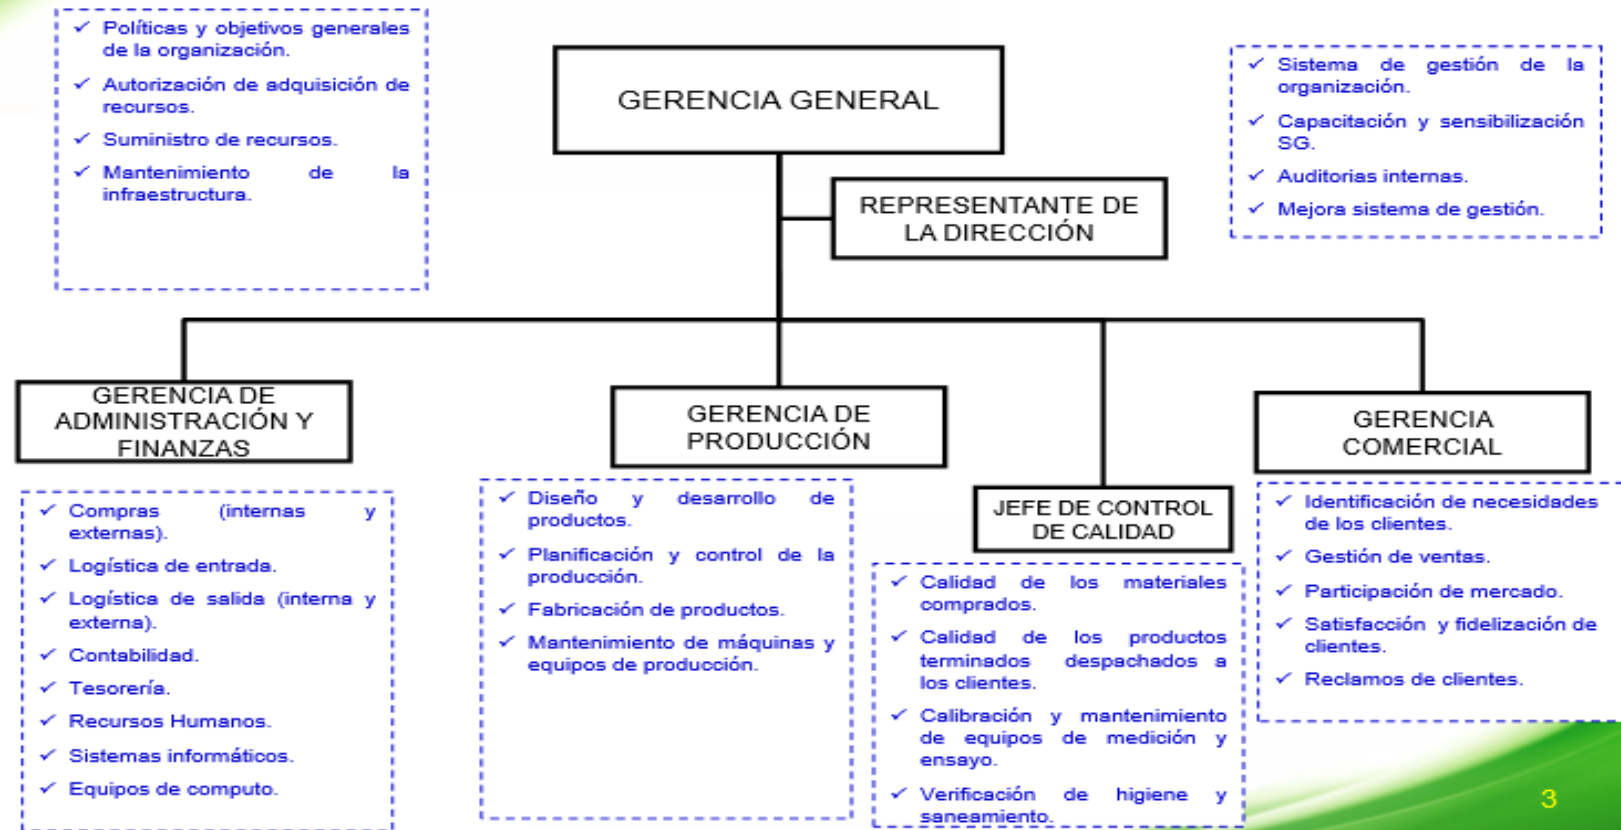 ✓ Políticas y objetivos generales
de la organización.
✓ Autorización de adquisición de
recursos.
✓ Suministro de recursos.
✓ Mantenimiento de la
infraestructura.
GERENCIA GENERAL
✓ Sistema de gestión de la
organización.
✓ Capacitación y sensibilización
SG.
✓ Auditorias internas.
✓ Mejora sistema de gestión.
REPRESENTANTE DE
LA DIRECCIÓN
GERENCIA DE
ADMINISTRACIÓN Y
FINANZAS
✓ Compras (internas y
externas).
✓ Logística de entrada.
✓ Logística de salida (interna y
externa).
✓ Contabilidad.
✓ Tesorería.
✓ Recursos Humanos.
✓ Sistemas informáticos.
✓ Equipos de computo.
GERENCIA DE
PRODUCCIÓN
✓ Diseño y desarrollo de
productos.
✓ Planificación y control de la
producción.
✓ Fabricación de productos.
✓ Mantenimiento de máquinas y
equipos de producción.
JEFE DE CONTROL
DE CALIDAD
✓ Calidad de los materiales
comprados.
✓ Calidad de los productos
terminados despachados a
los clientes.
✓ Calibración y mantenimiento
de equipos de medición y
ensayo.
✓ Verificación de higiene y
saneamiento.
GERENCIA
COMERCIAL
✓ Identificación de necesidades
de los clientes.
✓ Gestión de ventas.
✓ Participación de mercado.
✓ Satisfacción y fidelización de
clientes.
✓ Reclamos de clientes.
3